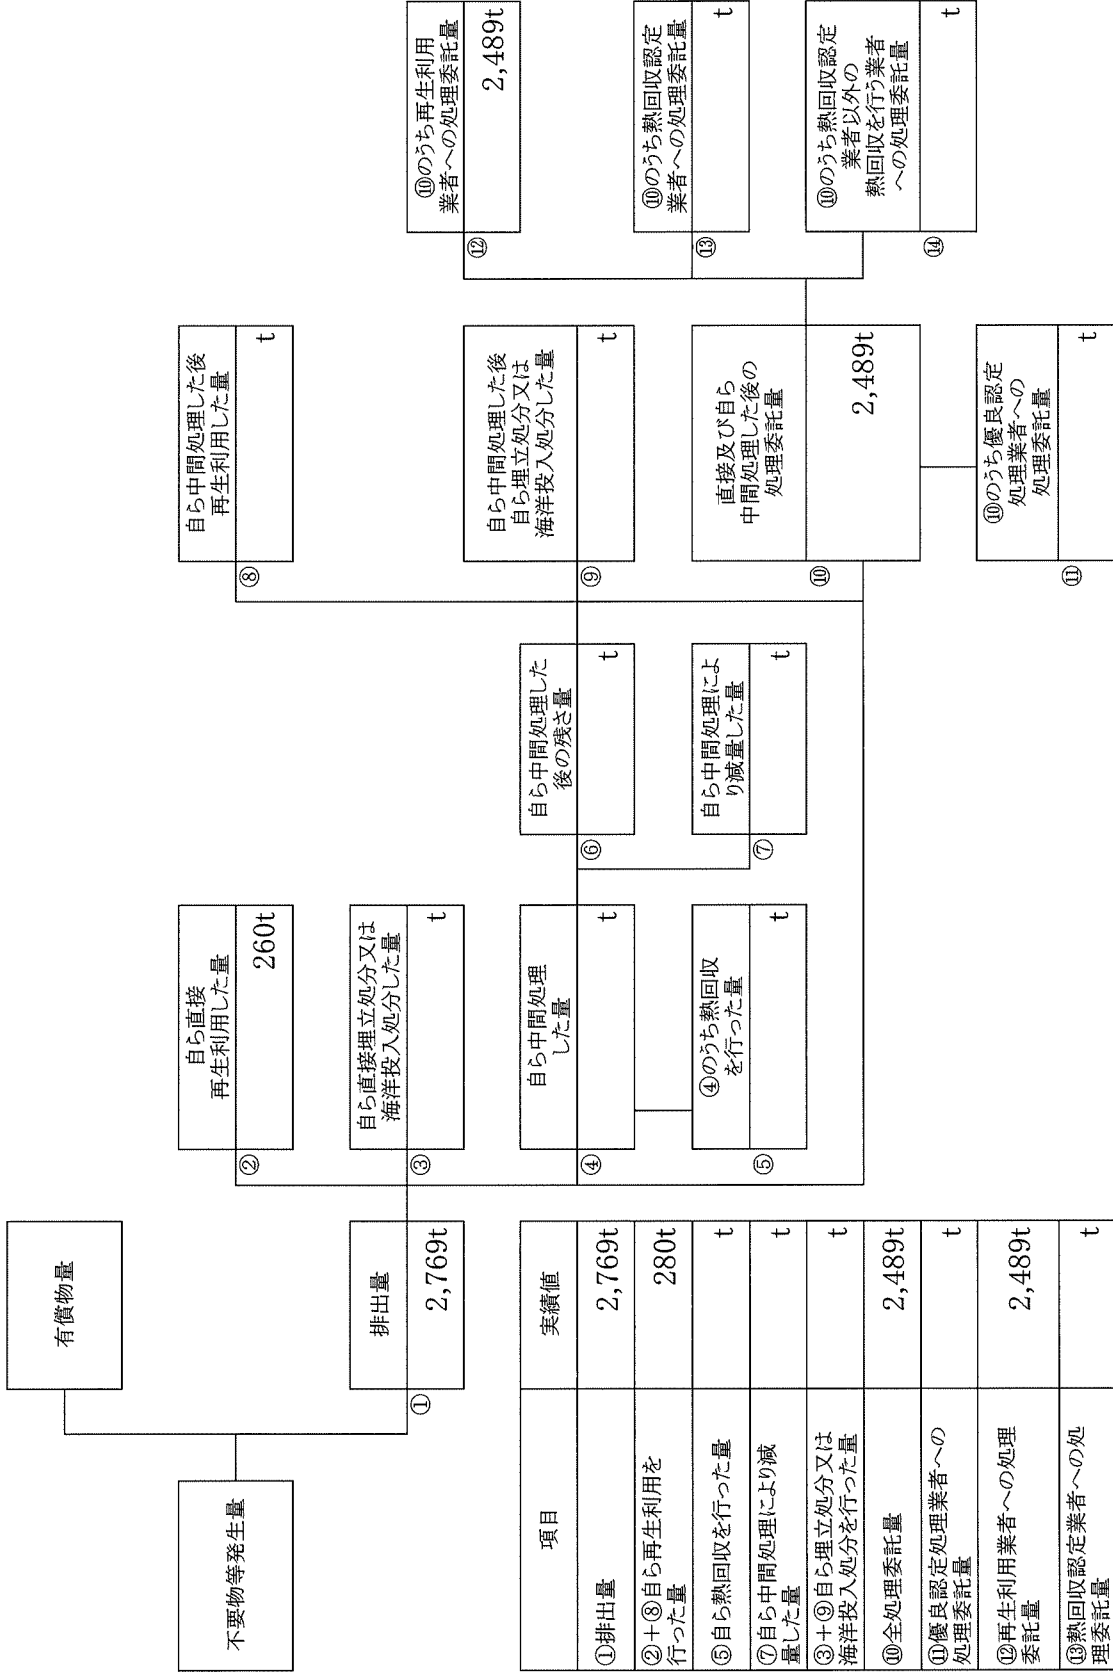 不要物等発生量
有償物量
排出量
①
2,769t
自ら直接
再生利用した量
②
260t
自ら直接埋立処分又は
海洋投入処分した量
③
t
自ら中間処理
した量
④
t
④のうち熱回収
を行った量
⑤
t
自ら中間処理した
後の残さ量
⑥
t
自ら中間処理によ
り減量した量
⑦
t
自ら中間処理した後
再生利用した量
⑧
t
自ら中間処理した後
自ら埋立処分又は
海洋投入処分した量
⑨
t
直接及び自ら
中間処理した後の
処理委託量
⑩
2,489t
⑩のうち優良認定
処理業者への
処理委託量
⑪
t
⑩のうち再生利用
業者への処理委託量
⑫
2,489t
⑩のうち熱回収認定
業者への処理委託量
⑬
t
⑩のうち熱回収認定
業者以外の
熱回収を行う業者
への処理委託量
⑭
t
項目 実績値
①排出量 2,769t
②+⑧自ら再生利用を
行った量 280t
⑤自ら熱回収を行った量 t
⑦自ら中間処理により減
量した量 t
③+⑨自ら埋立処分又は
海洋投入処分を行った量 t
⑩全処理委託量 2,489t
⑪優良認定処理業者への
処理委託量 t
⑫再生利用業者への処理
委託量 2,489t
⑬熱回収認定業者への処
理委託量 t